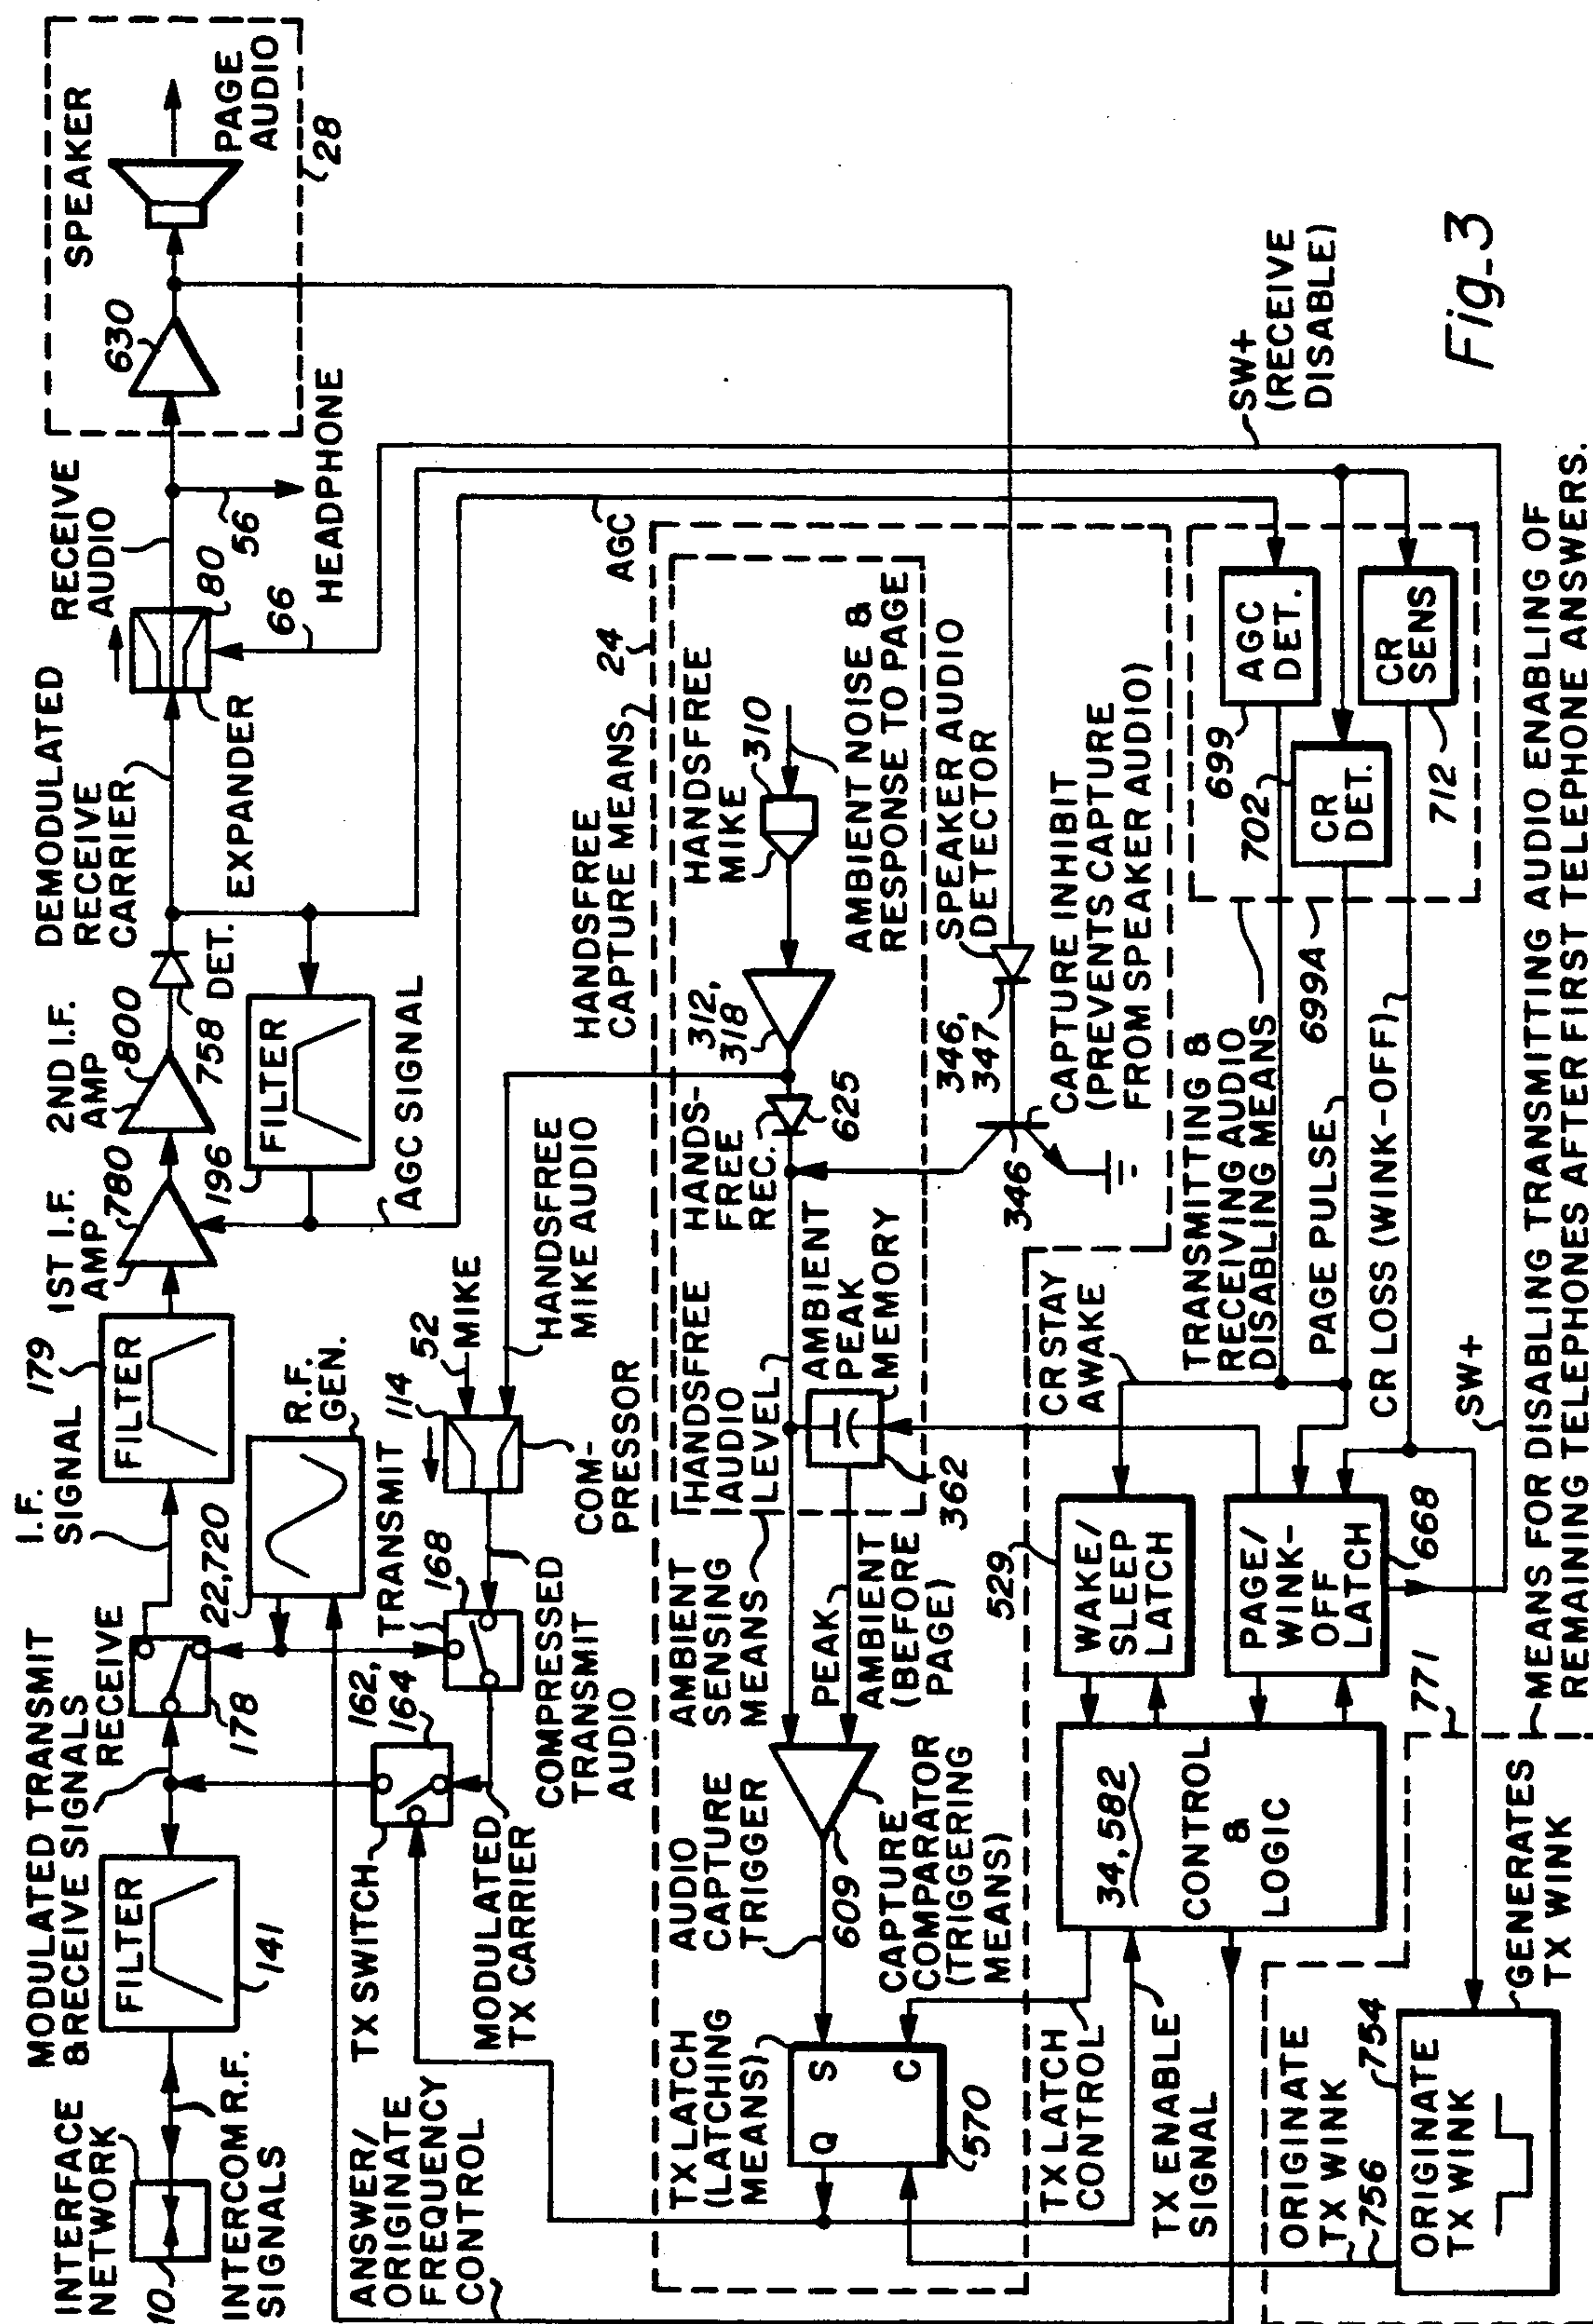 INTERFACE
NETWORK
10
INTERCOM R.F.
SIGNALS
MODULATED TRANSMIT
& RECEIVE SIGNALS
RECEIVE
FILTER
141
178
I.F.
SIGNAL
179
FILTER
22,720
R.F.
GEN.
1ST I.F.
AMP
780
2ND I.F.
AMP
800
758
DET.
196
FILTER
AGC SIGNAL
DEMODULATED
RECEIVE
CARRIER
EXPANDER
80
66
RECEIVE
AUDIO
56
HEADPHONE
630
SPEAKER
PAGE
AUDIO
28
ANSWER/
ORIGINATE
FREQUENCY
CONTROL
TX SWITCH
162,
164
168
TRANSMIT
MODULATED
TX CARRIER
COMPRESSED
TRANSMIT
AUDIO
114
52
MIKE
COM-
PRESSOR
HANDSFREE
MIKE AUDIO
HANDSFREE
CAPTURE MEANS
24
AGC
TX LATCH
(LATCHING
MEANS)
Q
S
C
570
AUDIO
CAPTURE
TRIGGER
609
CAPTURE
COMPARATOR
(TRIGGERING
MEANS)
AMBIENT
SENSING
MEANS
PEAK
AMBIENT
(BEFORE
PAGE)
HANDSFREE
AUDIO
LEVEL
AMBIENT
PEAK
MEMORY
362
HANDS-
FREE
REC.
625
312,
318
HANDSFREE
MIKE
310
AMBIENT NOISE &
RESPONSE TO PAGE
SPEAKER AUDIO
DETECTOR
346,
347
346
CAPTURE INHIBIT
(PREVENTS CAPTURE
FROM SPEAKER AUDIO)
TX LATCH
CONTROL
TX ENABLE
SIGNAL
34,582
CONTROL
&
LOGIC
529
WAKE/
SLEEP
LATCH
PAGE/
WINK-
OFF
LATCH
668
CR STAY
AWAKE
TRANSMITTING &
RECEIVING AUDIO
DISABLING MEANS
PAGE PULSE
699A
CR LOSS (WINK-OFF)
SW+
699
AGC
DET.
702
CR
DET.
712
CR
SENS
SW+
(RECEIVE
DISABLE)
ORIGINATE
TX WINK
756
754
ORIGINATE
TX WINK
GENERATES
TX WINK
771
MEANS FOR DISABLING TRANSMITTING AUDIO ENABLING OF
REMAINING TELEPHONES AFTER FIRST TELEPHONE ANSWERS.
Fig_3